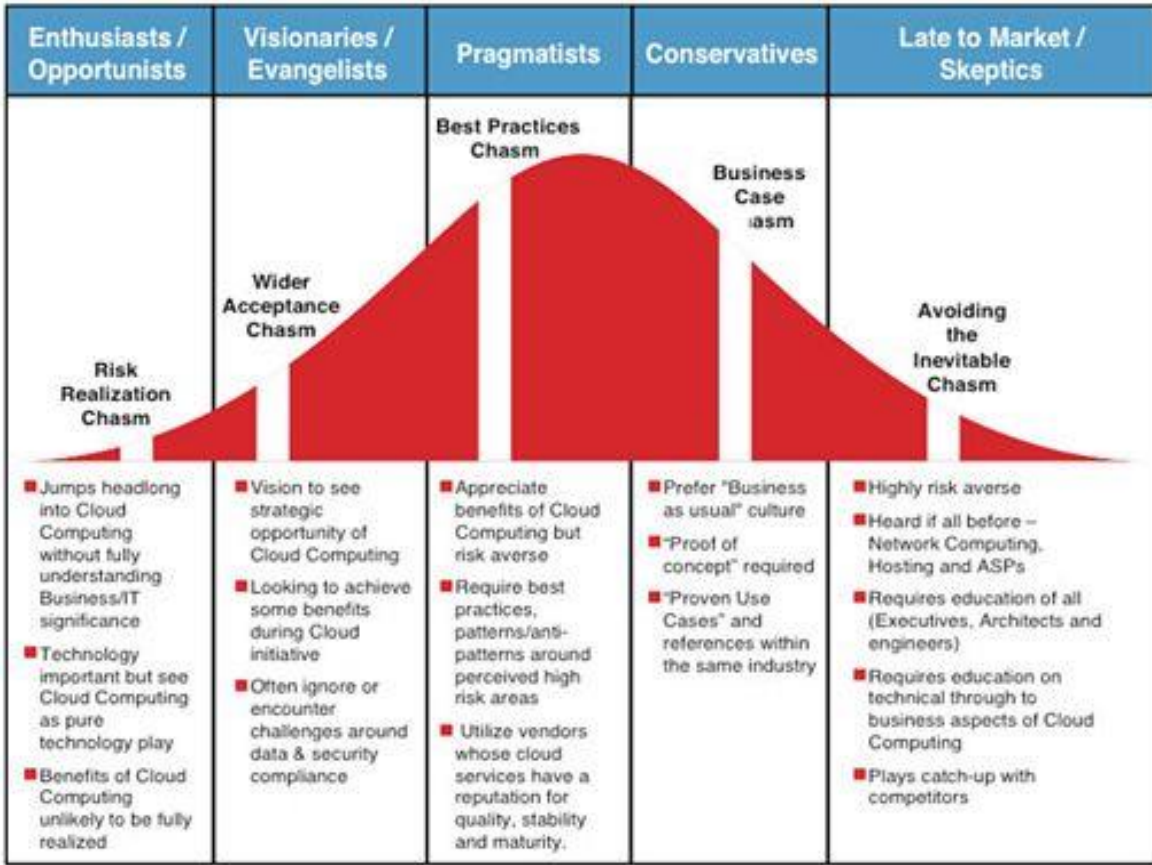 Enthusiasts /
Opportunists
Visionaries /
Evangelists
Pragmatists
Conservatives
Late to Market /
Skeptics
Risk
Realization
Chasm
Wider
Acceptance
Chasm
Best Practices
Chasm
Business
Case
asm
Avoiding
the
Inevitable
Chasm
Jumps headlong
into Cloud
Computing
without fully
understanding
Business/IT
significance
Technology
important but see
Cloud Computing
as pure
technology play
Benefits of Cloud
Computing
unlikely to be fully
realized
Vision to see
strategic
opportunity of
Cloud Computing
Looking to achieve
some benefits
during Cloud
initiative
Often ignore or
encounter
challenges around
data & security
compliance
Appreciate
benefits of Cloud
Computing but
risk averse
Require best
practices,
patterns/anti-
patterns around
perceived high
risk areas
Utilize vendors
whose cloud
services have a
reputation for
quality, stability
and maturity.
Prefer "Business
as usual" culture
"Proof of
concept" required
"Proven Use
Cases" and
references within
the same industry
Highly risk averse
Heard if all before –
Network Computing,
Hosting and ASPs
Requires education of all
(Executives, Architects and
engineers)
Requires education on
technical through to
business aspects of Cloud
Computing
Plays catch-up with
competitors